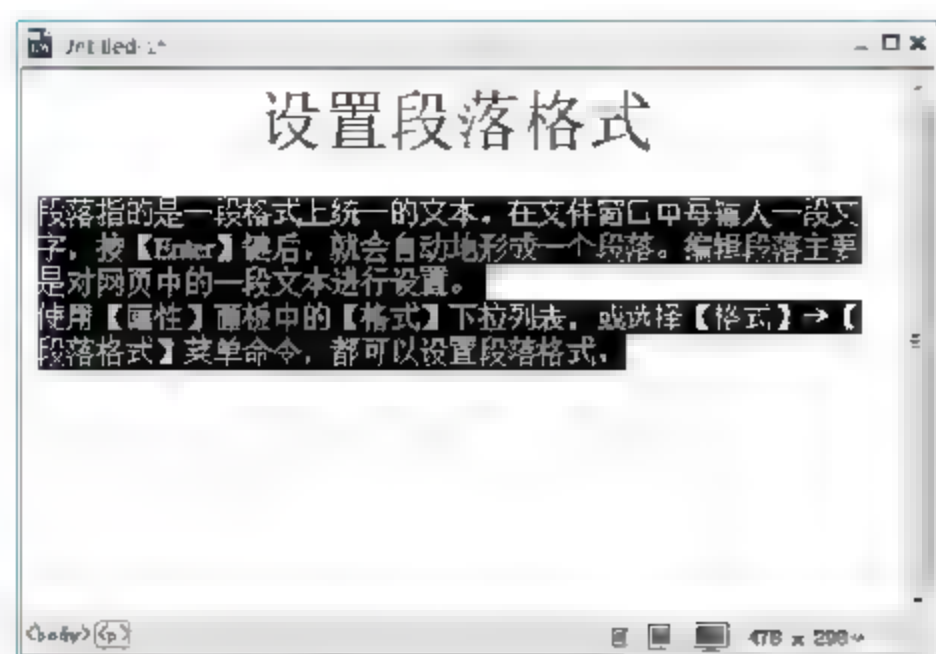 Untitled-1*
设置段落格式
段落指的是一段格式上统一的文本。在文件窗口中每输入一段文
字，按【Enter】键后，就会自动地形成一个段落。编辑段落主要
是对网页中的一段文本进行设置。
使用【属性】面板中的【格式】下拉列表，或选择【格式】→【
段落格式】菜单命令，都可以设置段落格式。
<body><p>
478 x 298